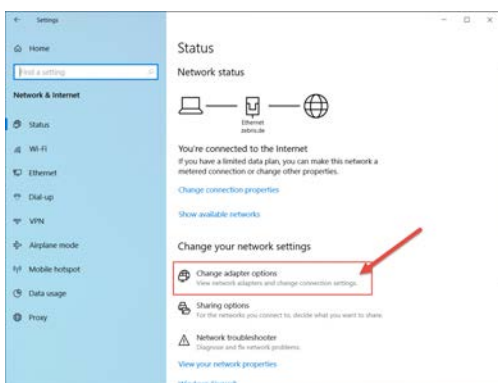 Settings
Home
Status
Find a setting
Network status
Network & Internet
Status
Ethernet
zebris.de
Wi-Fi
You're connected to the Internet
If you have a limited data plan, you can make this network a
metered connection or change other properties.
Ethernet
Change connection properties
Dial-up
Show available networks
VPN
Airplane mode
Change your network settings
Mobile hotspot
Change adapter options
View network adapters and change connection settings.
Data usage
Sharing options
For the networks you connect to, decide what you want to share.
Proxy
Network troubleshooter
Diagnose and fix network problems.
View your network properties